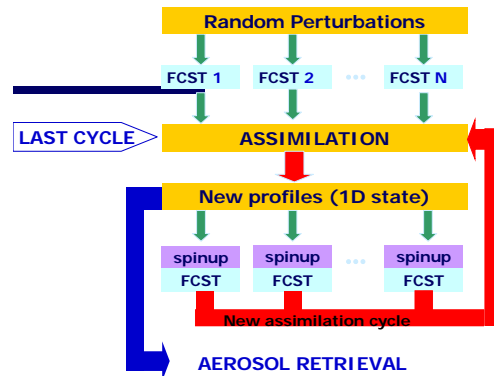 Random Perturbations
FCST 1 FCST 2 ... FCST N
LAST CYCLE
ASSIMILATION
New profiles (1D state)
spinup spinup ... spinup
FCST FCST FCST
New assimilation cycle
AEROSOL RETRIEVAL